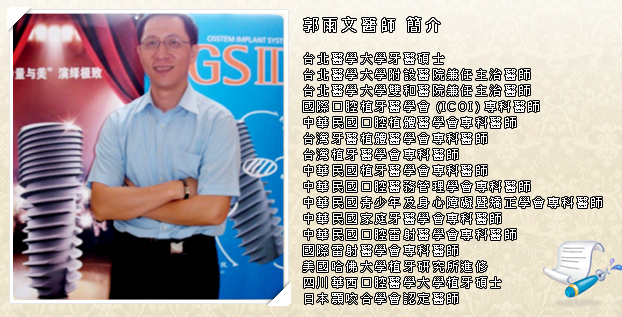 郭雨文醫師 簡介
台北醫學大學牙醫碩士
台北醫學大學附設醫院兼任主治醫師
台北醫學大學雙和醫院兼任主治醫師
國際口腔植牙醫學會 (ICOI) 專科醫師
中華民國口腔植體醫學會專科醫師
台灣牙醫植體醫學會專科醫師
台灣植牙醫學會專科醫師
中華民國植牙醫學會專科醫師
中華民國口腔醫務管理學會專科醫師
中華民國青少年及身心障礙暨矯正學會專科醫師
中華民國家庭牙醫學會專科醫師
中華民國口腔雷射醫學會專科醫師
國際雷射醫學會專科醫師
美國哈佛大學植牙研究所進修
四川華西口腔醫學大學植牙碩士
日本顎咬合學會認定醫師
OSSTEM IMPLANT SYSTE
GSIII
量与美”演绎极致